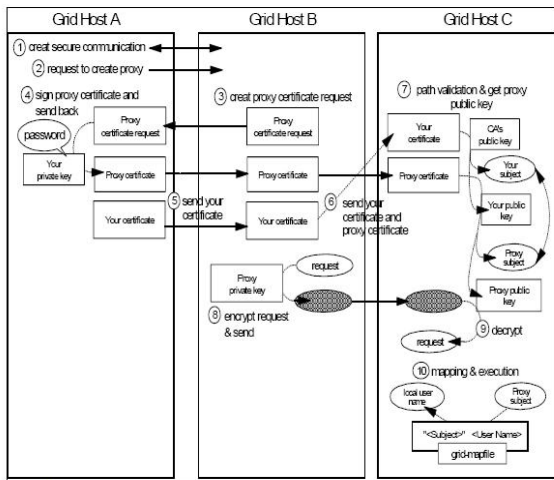 Grid Host A
Grid Host B
Grid Host C
1 creat secure communication
2 request to create proxy
4 sign proxy certificate and
send back
password
Your
private key
Proxy
certificate request
Proxy certificate
Your certificate
5 send your
certificate
3 creat proxy certificate request
Proxy
certificate request
Proxy certificate
Your certificate
6 send your
certificate and
proxy certificate
Proxy
private key
request
8 encrypt request
& send
7 path validation & get proxy
public key
Your
certificate
CA's
public key
Proxy certificate
Your
subject
Your public
key
Proxy
subject
Proxy public
key
9 decrypt
request
10 mapping & execution
local user
name
Proxy
subject
"<Subject>" <User Name>
grid-mapfile